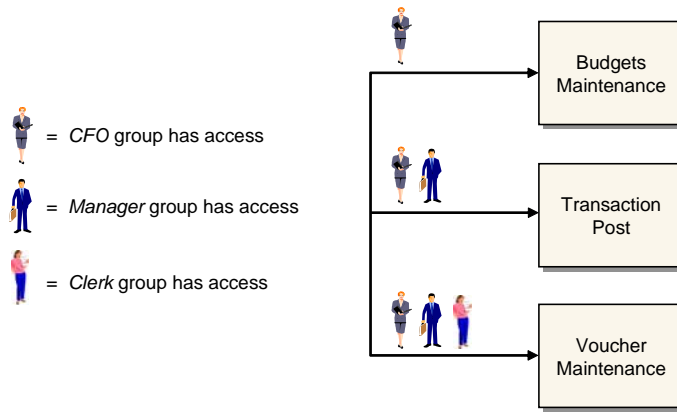 = CFO group has access
= Manager group has access
= Clerk group has access
Budgets
Maintenance
Transaction
Post
Voucher
Maintenance